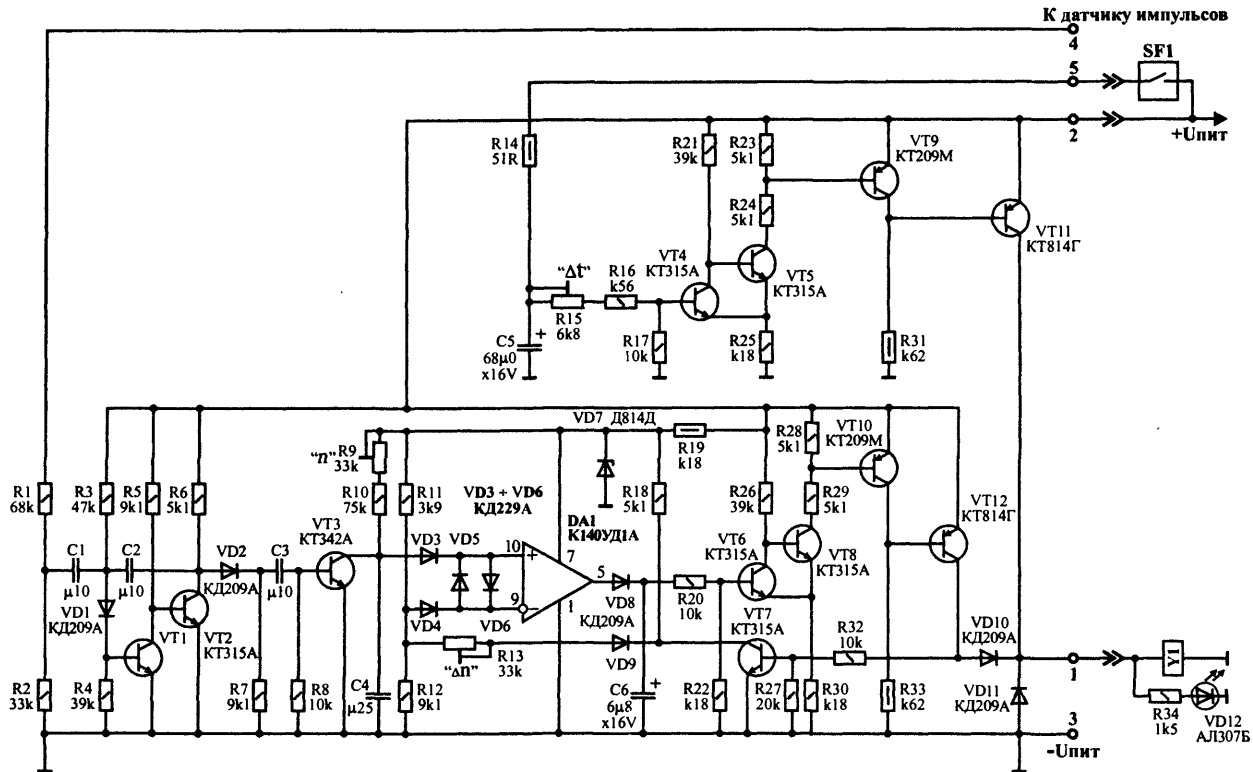 К датчику импульсов
4
5
SF1
2
+Uпит
R14
51R
R21
39k
R23
5k1
VT9
КТ209М
R24
5k1
VT11
КТ814Г
"Δt"
R16
k56
VT4
КТ315А
VT5
КТ315А
R15
6k8
C5
68μ0
x16V
+
R17
10k
R25
k18
R31
k62
VD7 Д814Д
"n"
R9
33k
R19
k18
R28
5k1
VT10
КТ209М
R1
68k
R3
47k
R5
9k1
R6
5k1
R10
75k
R11
3k9
VD3 + VD6
КД229А
R18
5k1
R26
39k
R29
5k1
VT12
КТ814Г
VT3
КТ342А
DA1
К140УД1А
VT6
КТ315А
VT8
КТ315А
C1
μ10
C2
μ10
VD2
КД209А
C3
μ10
VD3
VD5
10
+
7
5
9
−
1
VD8
КД209А
R20
10k
VD1
КД209А
VT1
VT2
КТ315А
VD4
VD6
VT7
КТ315А
R32
10k
VD10
КД209А
1
Y1
R13
33k
"Δn"
VD9
R2
33k
R4
39k
R7
9k1
R8
10k
C4
μ25
R12
9k1
C6
6μ8
x16V
+
R22
k18
R27
20k
R30
k18
R33
k62
VD11
КД209А
R34
1k5
VD12
АЛ307Б
3
-Uпит